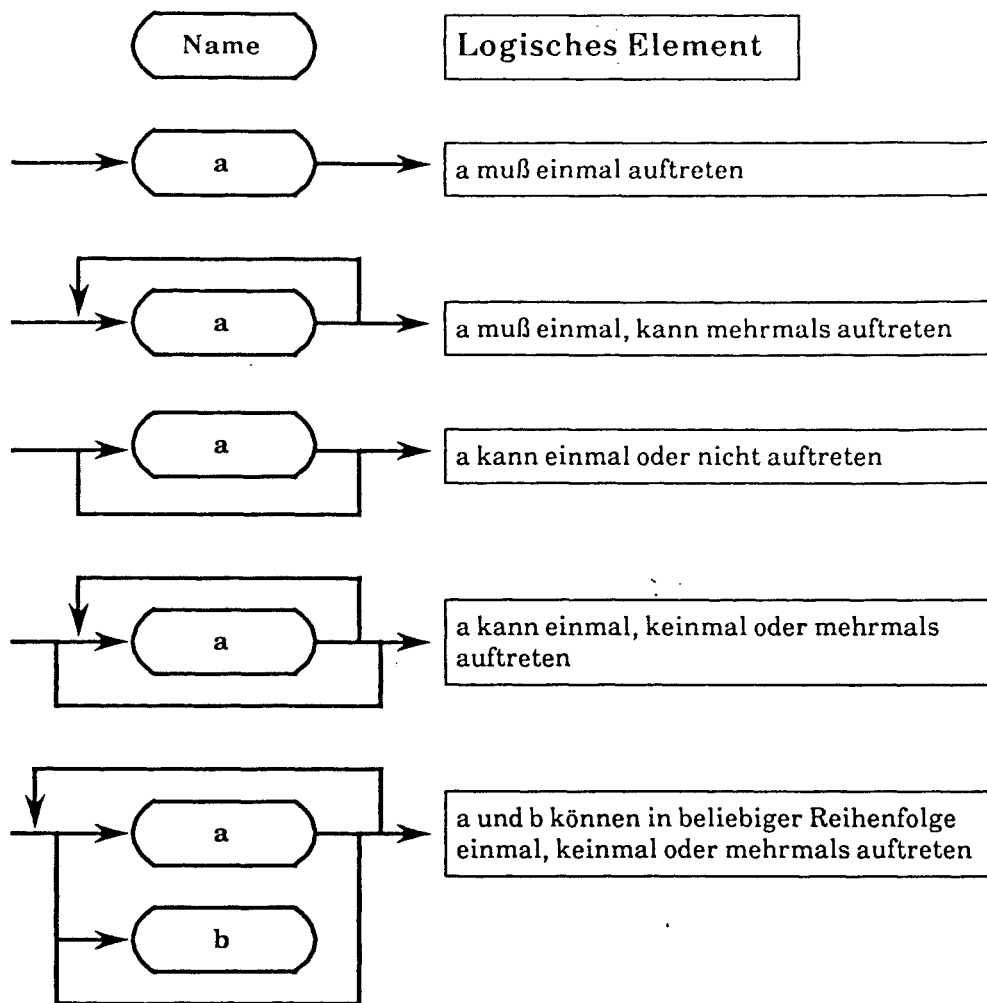 Name
Logisches Element
a
a muß einmal auftreten
a
a muß einmal, kann mehrmals auftreten
a
a kann einmal oder nicht auftreten
a
a kann einmal, keinmal oder mehrmals
auftreten
a
a und b können in beliebiger Reihenfolge
einmal, keinmal oder mehrmals auftreten
b